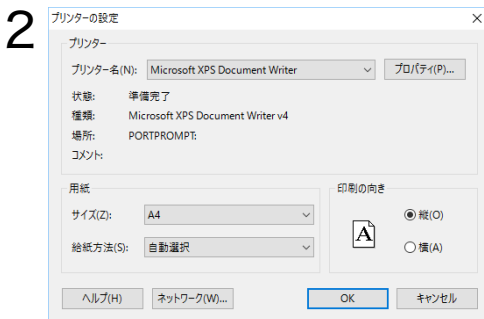 2
プリンターの設定
プリンター
プリンター名(N): Microsoft XPS Document Writer プロパティ(P)...
状態: 準備完了
種類: Microsoft XPS Document Writer v4
場所: PORTPROMPT:
コメント:
用紙
サイズ(Z): A4
給紙方法(S): 自動選択
印刷の向き
A
縦(O)
横(A)
ヘルプ(H) ネットワーク(W)... OK キャンセル